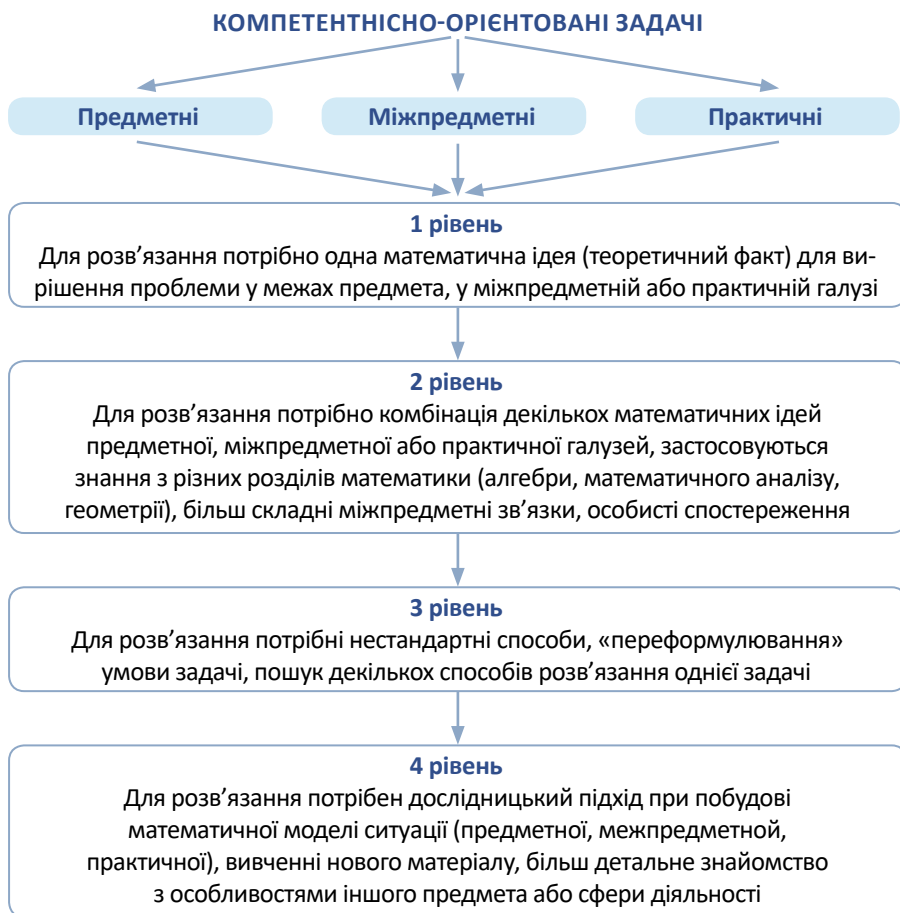 КОМПЕТЕНТНІСНО-ОРІЄНТОВАНІ ЗАДАЧІ
Предметні
Міжпредметні
Практичні
1 рівень
Для розв’язання потрібно одна математична ідея (теоретичний факт) для ви-
рішення проблеми у межах предмета, у міжпредметній або практичній галузі
2 рівень
Для розв’язання потрібно комбінація декількох математичних ідей
предметної, міжпредметної або практичної галузей, застосовуються
знання з різних розділів математики (алгебри, математичного аналізу,
геометрії), більш складні міжпредметні зв’язки, особисті спостереження
3 рівень
Для розв’язання потрібні нестандартні способи, «переформулювання»
умови задачі, пошук декількох способів розв’язання однієї задачі
4 рівень
Для розв’язання потрібен дослідницький підхід при побудові
математичної моделі ситуації (предметної, межпредметной,
практичної), вивченні нового матеріалу, більш детальне знайомство
з особливостями іншого предмета або сфери діяльності